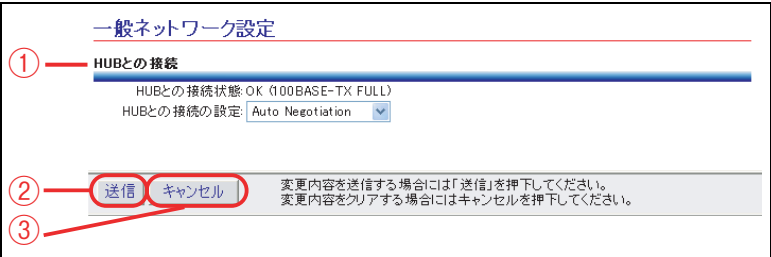 一般ネットワーク設定
① HUBとの接続
HUBとの接続状態: OK (100BASE-TX FULL)
HUBとの接続の設定: Auto Negotiation
② 送信 キャンセル 変更内容を送信する場合には「送信」を押下してください。
変更内容をクリアする場合にはキャンセルを押下してください。
③